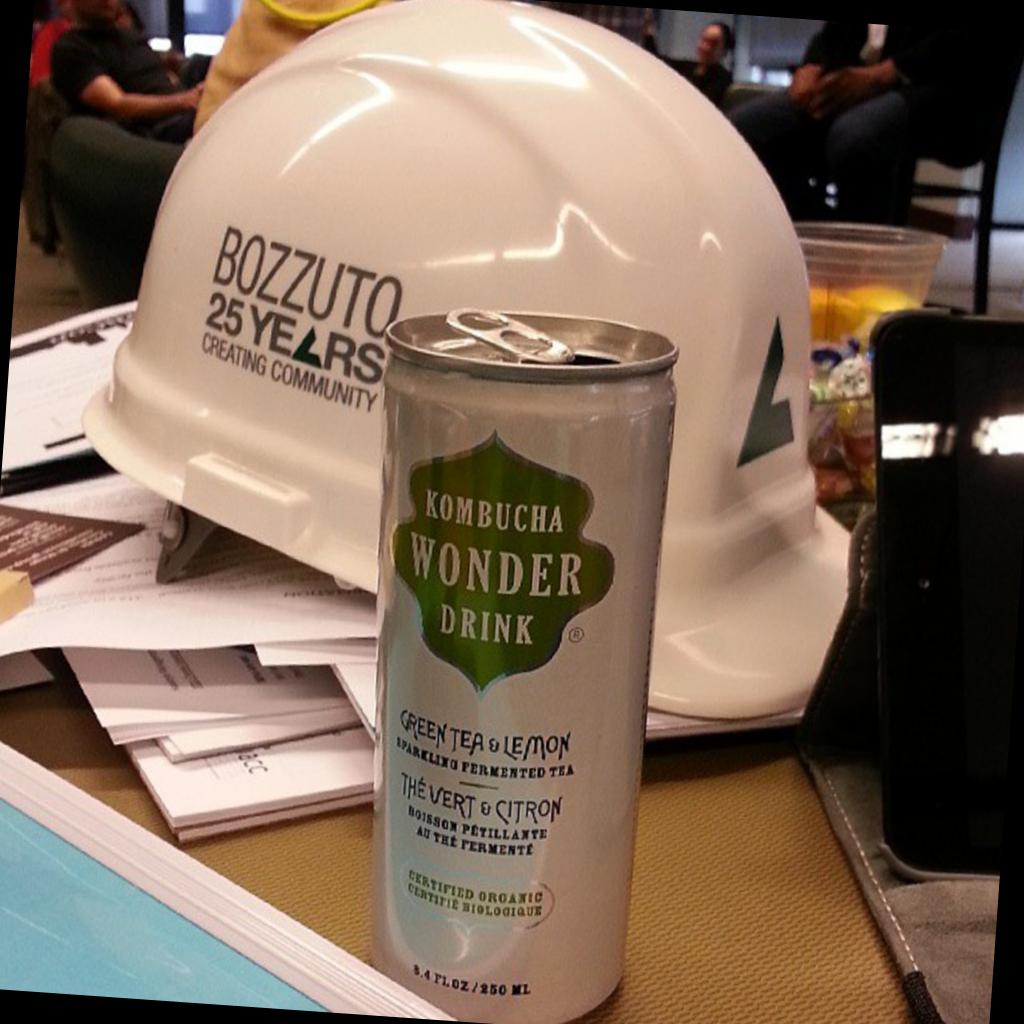 BOZZUTO
25 YEARS
CREATING COMMUNITY
KOMBUCHA
WONDER
DRINK
®
GREEN TEA & LEMON
SPARKLING FERMENTED TEA
THÉ VERT & CITRON
BOISSON PÉTILLANTE
AU THÉ FERMENTÉ
CERTIFIED ORGANIC
CERTIFIÉ BIOLOGIQUE
8.4 FL OZ / 250 ML